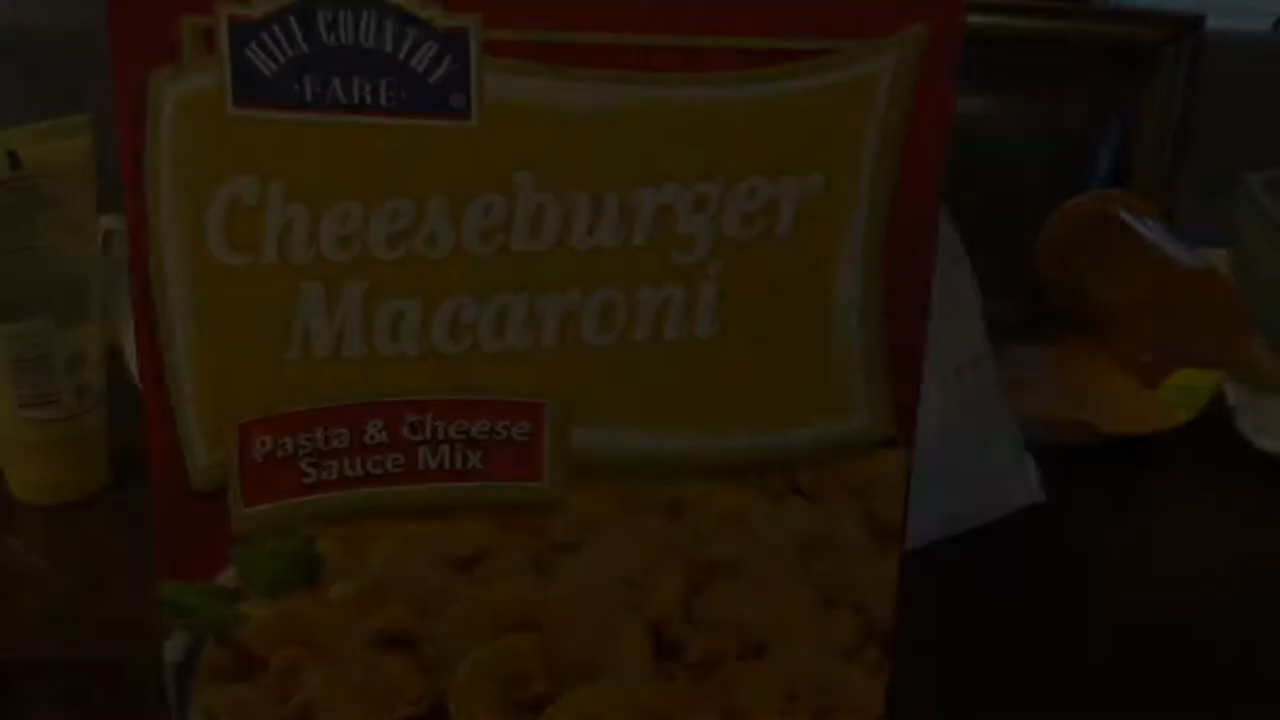 HILL COUNTRY
·FARE·
®
Cheeseburger
Macaroni
Pasta & Cheese
Sauce Mix